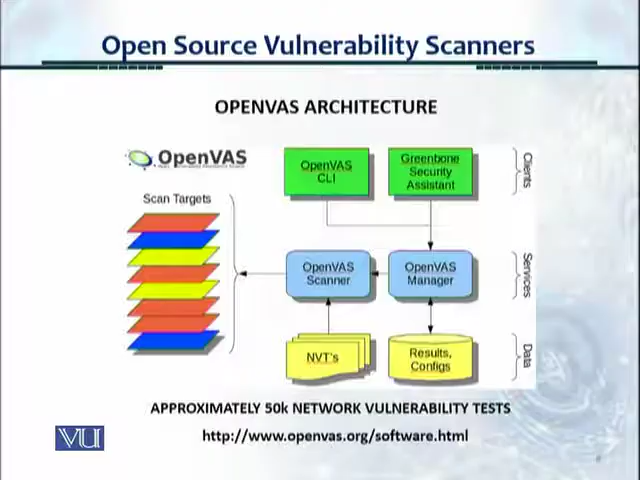 Open Source Vulnerability Scanners
OPENVAS ARCHITECTURE
OpenVAS
OpenVAS
CLI
Greenbone
Security
Assistant
Clients
Scan Targets
OpenVAS
Scanner
OpenVAS
Manager
Services
NVT's
Results,
Configs
Data
APPROXIMATELY 50k NETWORK VULNERABILITY TESTS
http://www.openvas.org/software.html
VU